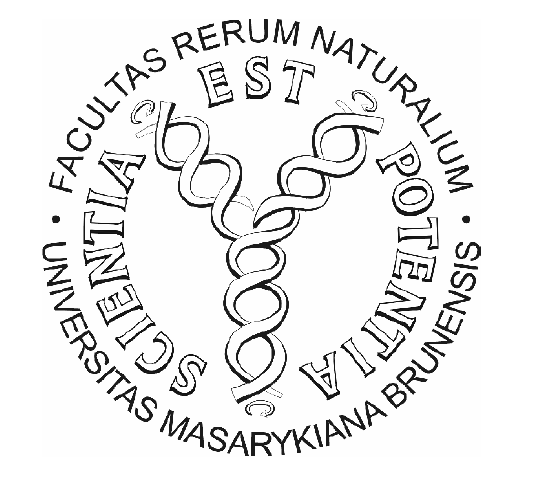 FACULTAS RERUM NATURALIUM
• UNIVERSITAS MASARYKIANA BRUNENSIS •
SCIENTIA
EST
POTENTIA